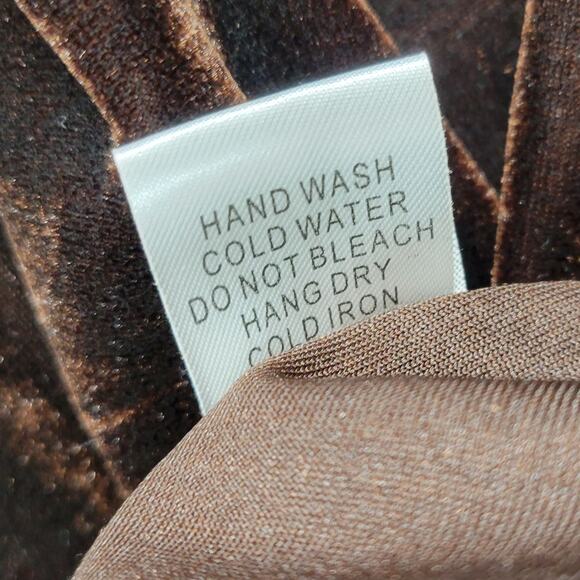 HAND WASH
COLD WATER
DO NOT BLEACH
HANG DRY
COLD IRON